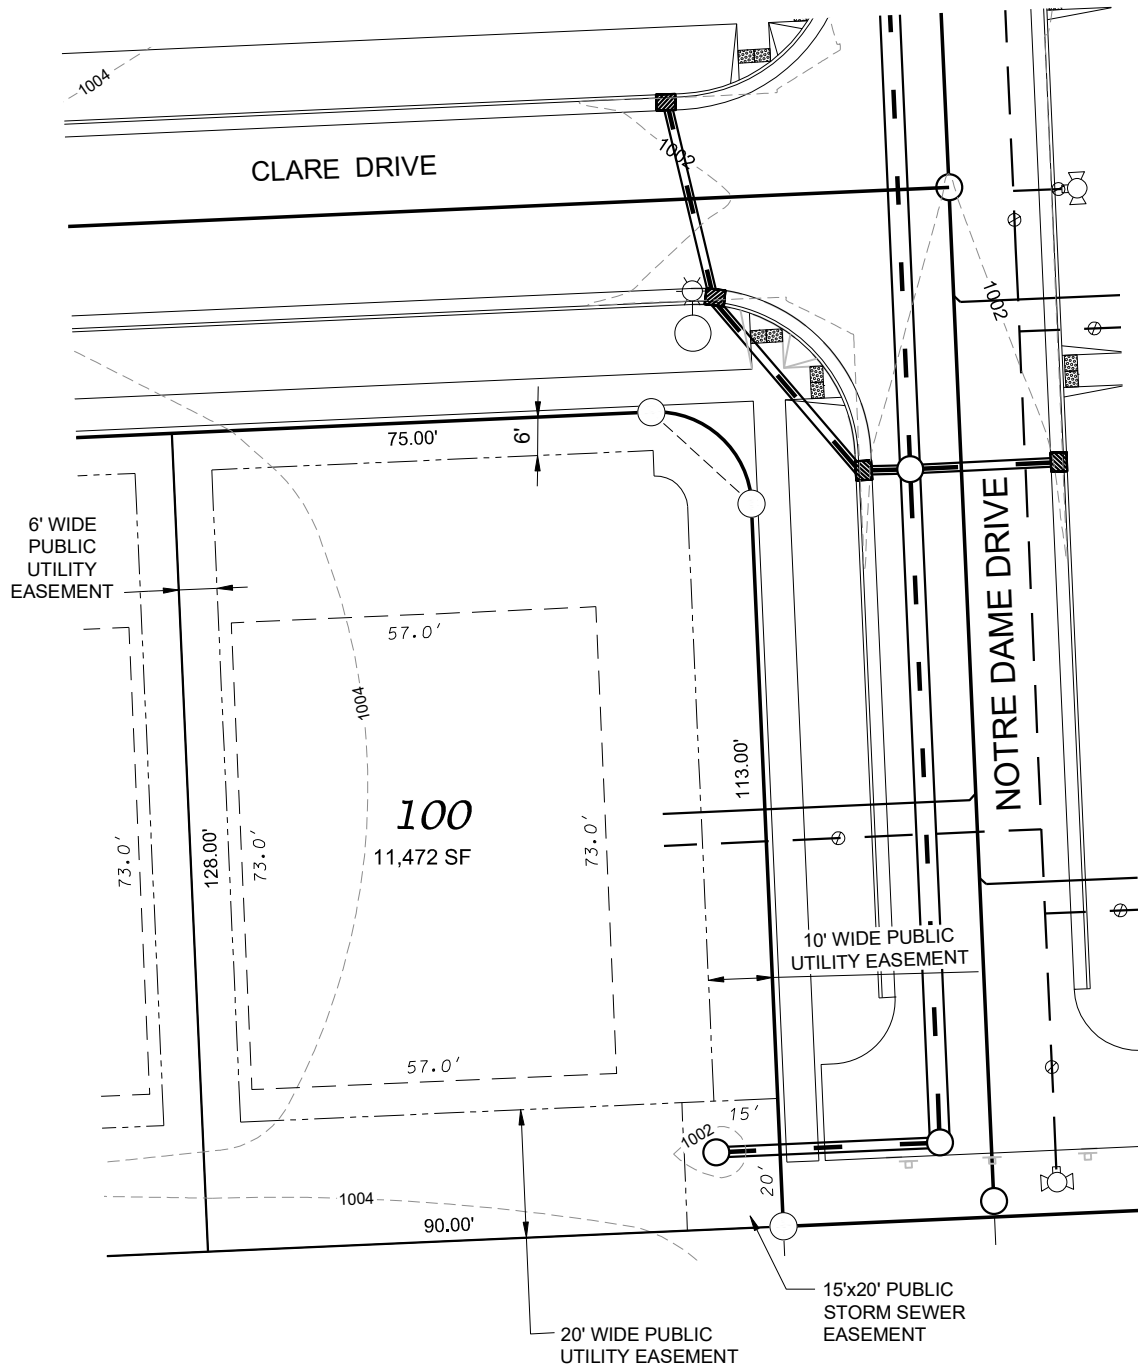 1004
CLARE  DRIVE
1002
1002
75.00'
6'
6' WIDE
PUBLIC
UTILITY
EASEMENT
57.0'
NOTRE DAME DRIVE
1004
113.00'
100
11,472 SF
73.0'
128.00'
73.0'
73.0'
10' WIDE PUBLIC
UTILITY EASEMENT
57.0'
15'
1002
20'
1004
90.00'
15'x20' PUBLIC
STORM SEWER
EASEMENT
20' WIDE PUBLIC
UTILITY EASEMENT